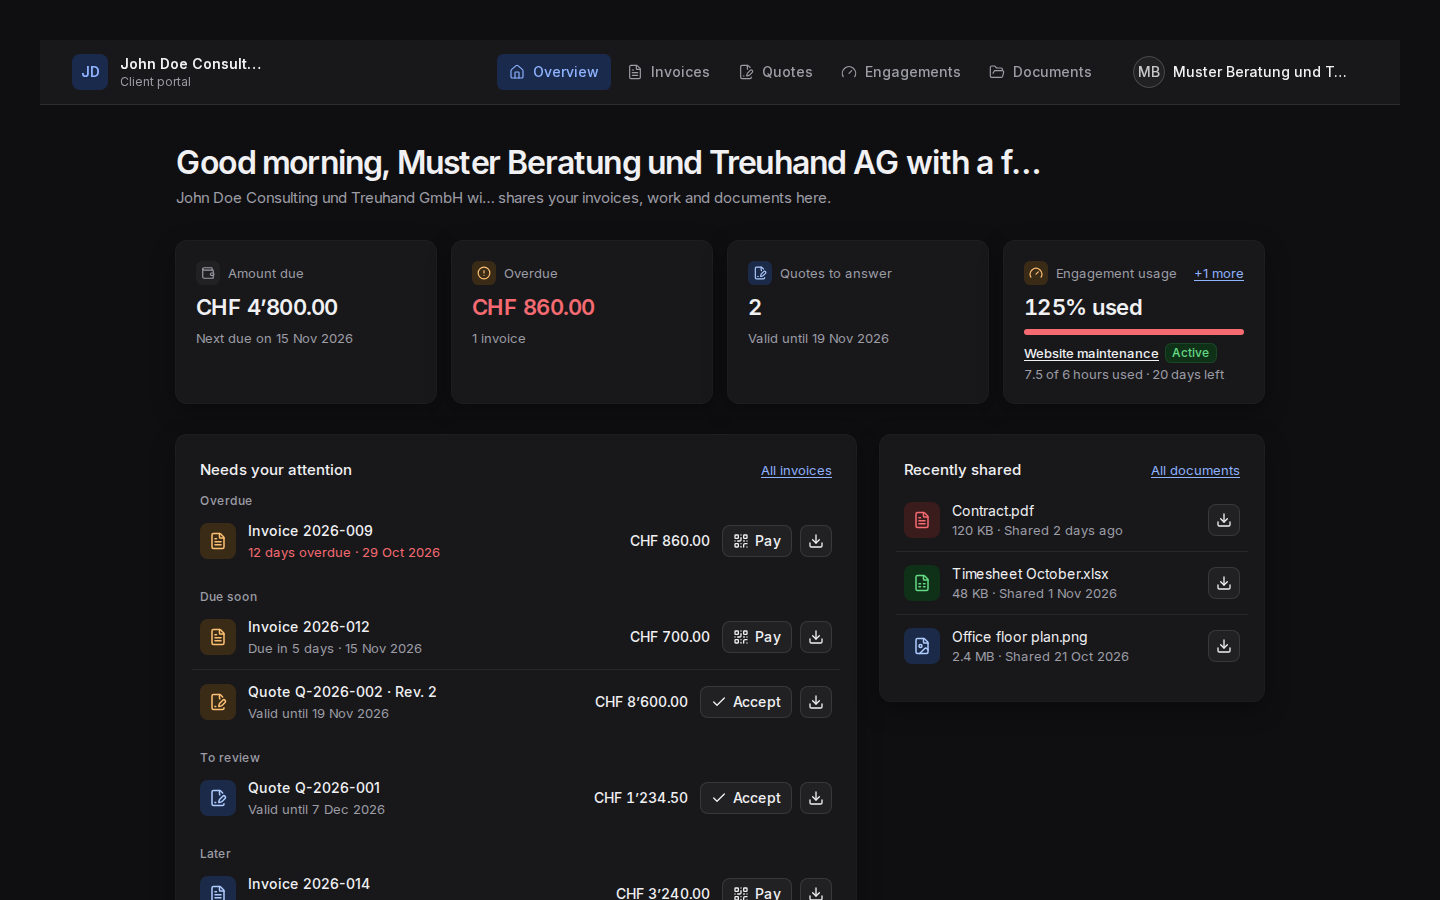 JD
John Doe Consult...
Client portal
Overview
Invoices
Quotes
Engagements
Documents
MB
Muster Beratung und T...
Good morning, Muster Beratung und Treuhand AG with a f...
John Doe Consulting und Treuhand GmbH wi... shares your invoices, work and documents here.
Amount due
CHF 4’800.00
Next due on 15 Nov 2026
Overdue
CHF 860.00
1 invoice
Quotes to answer
2
Valid until 19 Nov 2026
Engagement usage
+1 more
125% used
Website maintenance
Active
7.5 of 6 hours used · 20 days left
Needs your attention
All invoices
Overdue
Invoice 2026-009
12 days overdue · 29 Oct 2026
CHF 860.00
Pay
Due soon
Invoice 2026-012
Due in 5 days · 15 Nov 2026
CHF 700.00
Pay
Quote Q-2026-002 · Rev. 2
Valid until 19 Nov 2026
CHF 8’600.00
Accept
To review
Quote Q-2026-001
Valid until 7 Dec 2026
CHF 1’234.50
Accept
Later
Invoice 2026-014
CHF 3’240.00
Pay
Recently shared
All documents
Contract.pdf
120 KB · Shared 2 days ago
Timesheet October.xlsx
48 KB · Shared 1 Nov 2026
Office floor plan.png
2.4 MB · Shared 21 Oct 2026